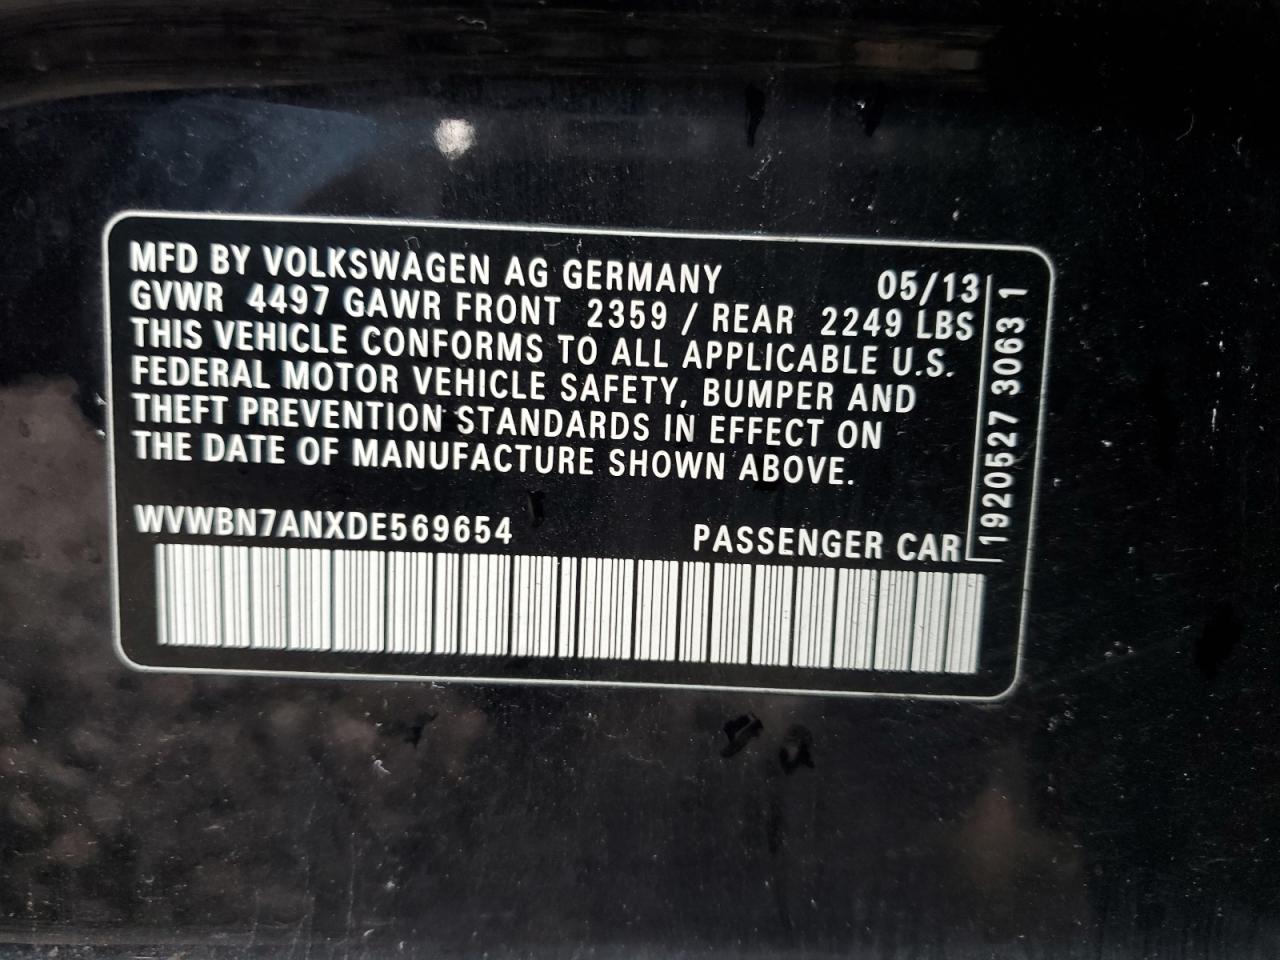 MFD BY VOLKSWAGEN AG GERMANY 05/13
GVWR 4497 GAWR FRONT 2359 / REAR 2249 LBS
THIS VEHICLE CONFORMS TO ALL APPLICABLE U.S.
FEDERAL MOTOR VEHICLE SAFETY, BUMPER AND
THEFT PREVENTION STANDARDS IN EFFECT ON
THE DATE OF MANUFACTURE SHOWN ABOVE.
WVWBN7ANXDE569654 PASSENGER CAR
1920527 3063 1